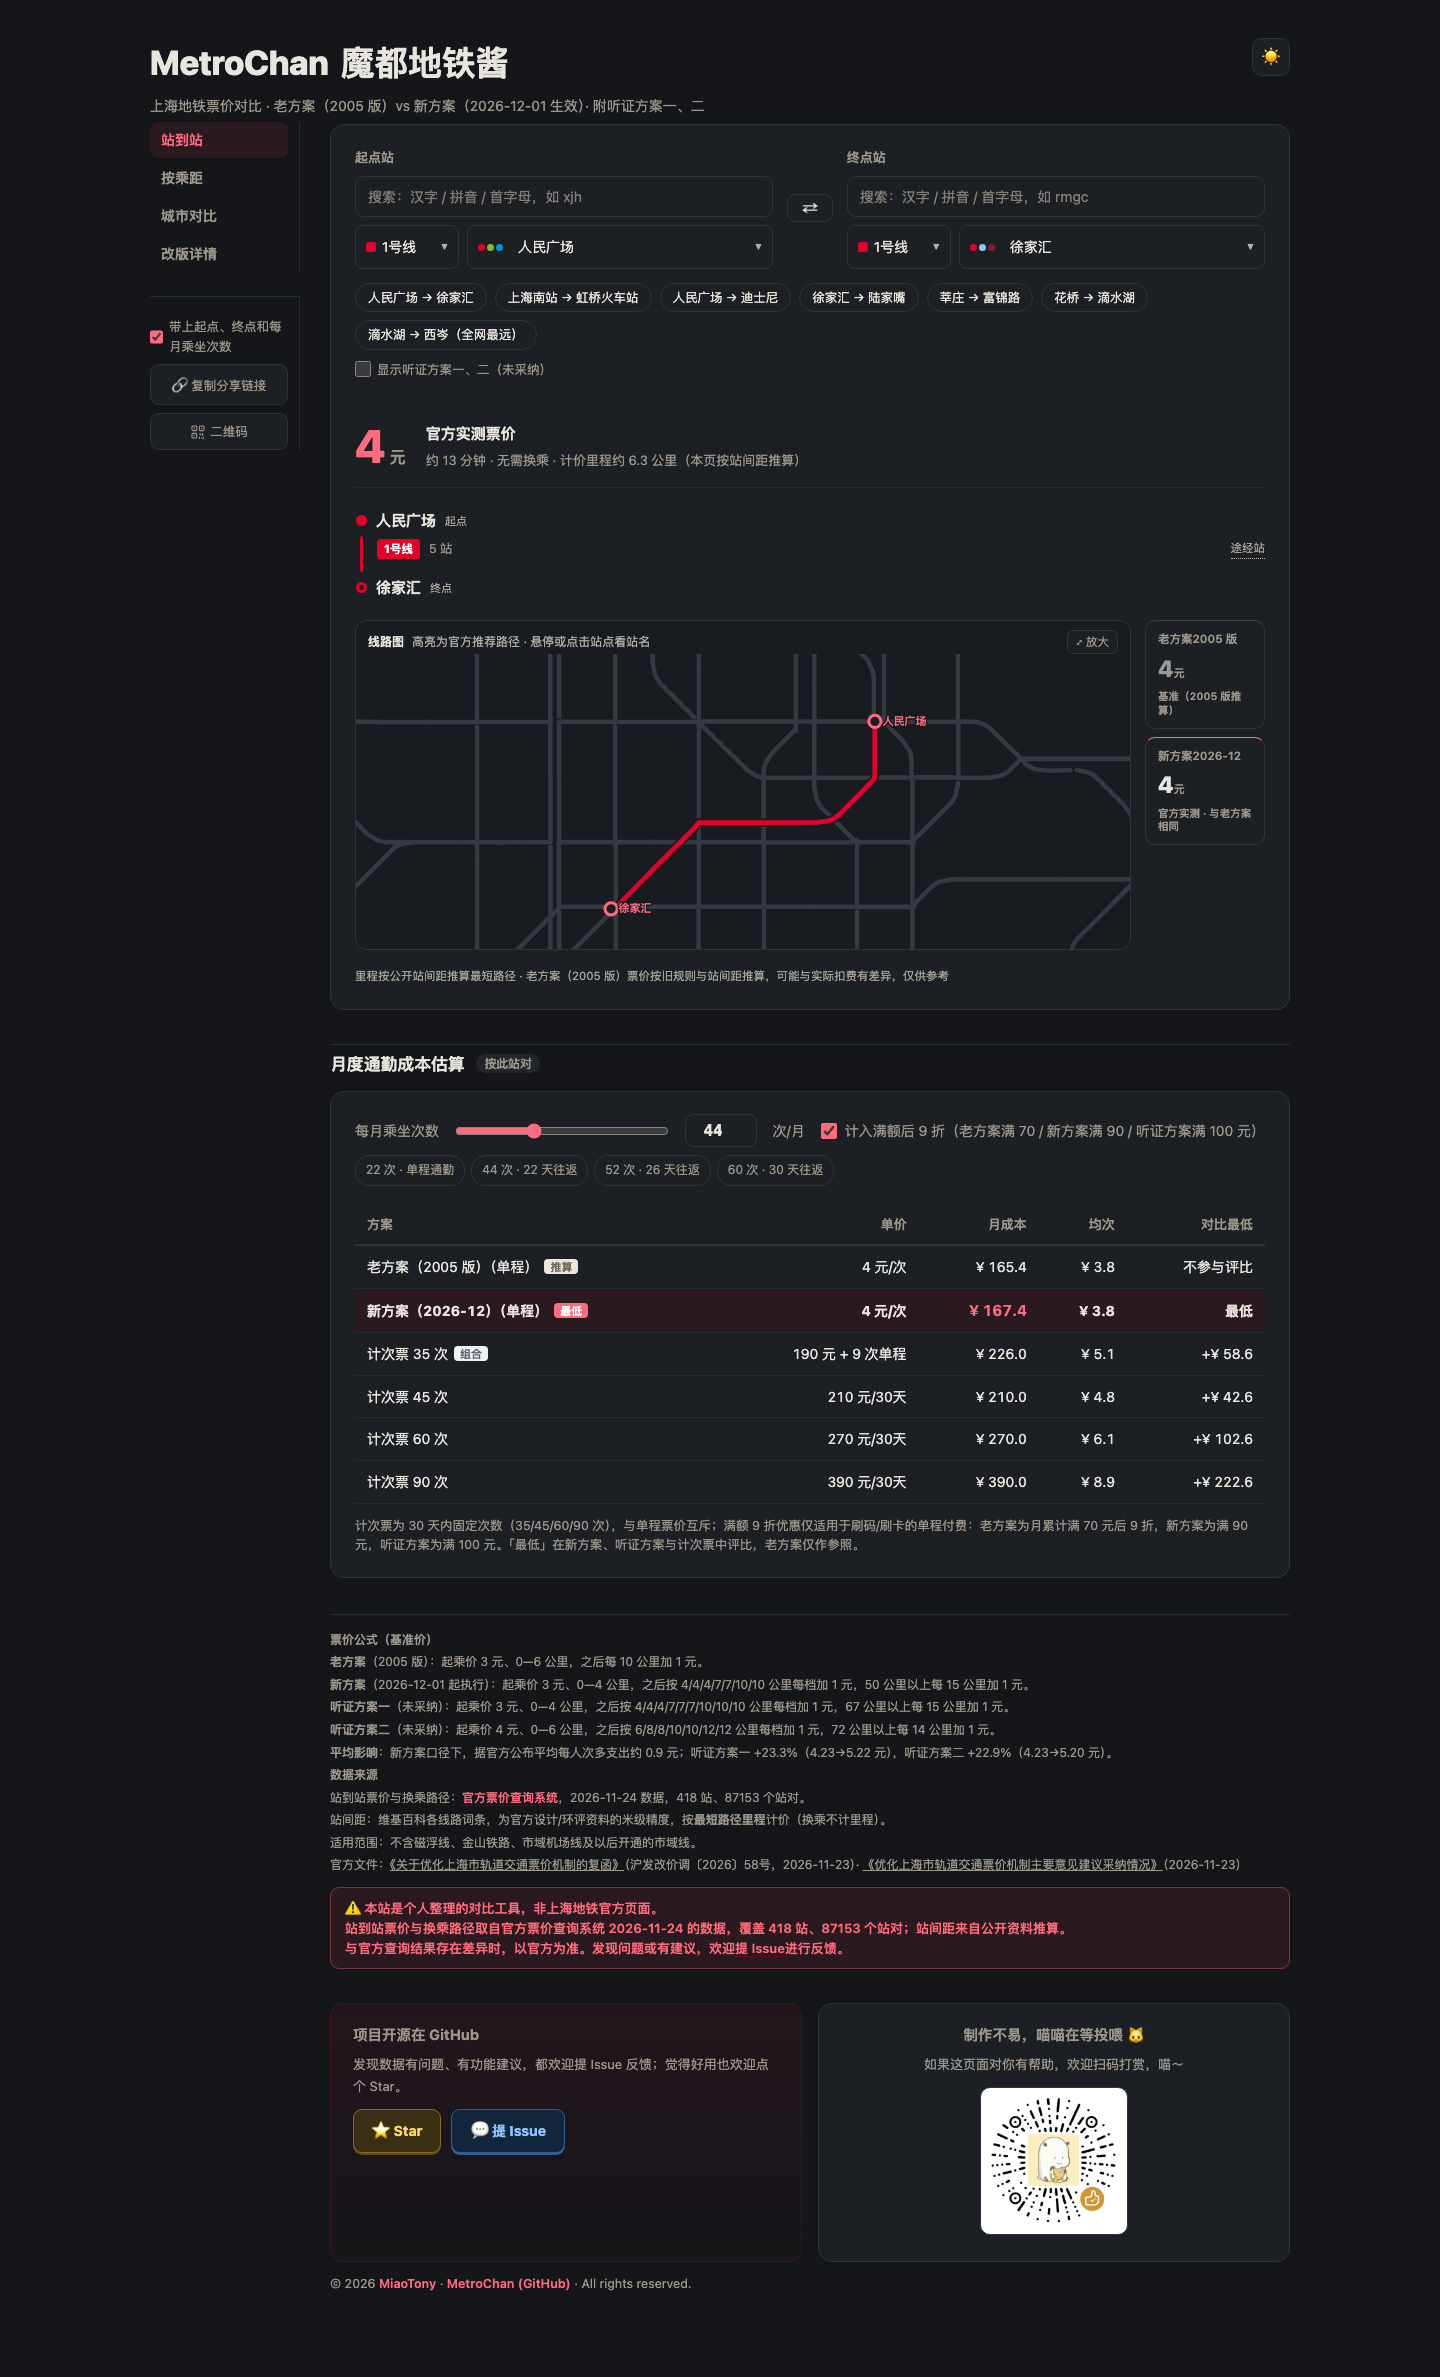 MetroChan 魔都地铁酱
上海地铁票价对比 · 老方案（2005 版）vs 新方案（2026-12-01 生效）· 附听证方案一、二
站到站
按乘距
城市对比
改版详情
带上起点、终点和每
月乘坐次数
复制分享链接
二维码
起点站
搜索：汉字 / 拼音 / 首字母，如 xjh
1号线
人民广场
⇄
终点站
搜索：汉字 / 拼音 / 首字母，如 rmgc
1号线
徐家汇
人民广场 → 徐家汇
上海南站 → 虹桥火车站
人民广场 → 迪士尼
徐家汇 → 陆家嘴
莘庄 → 富锦路
花桥 → 滴水湖
滴水湖 → 西岑（全网最远）
显示听证方案一、二（未采纳）
4 元
官方实测票价
约 13 分钟 · 无需换乘 · 计价里程约 6.3 公里（本页按站间距推算）
人民广场 起点
1号线 5 站
途经站
徐家汇 终点
线路图 高亮为官方推荐路径 · 悬停或点击站点看站名
⤢ 放大
人民广场
徐家汇
老方案2005 版
4元
基准（2005 版推
算）
新方案2026-12
4元
官方实测 · 与老方案
相同
里程按公开站间距推算最短路径 · 老方案（2005 版）票价按旧规则与站间距推算，可能与实际扣费有差异，仅供参考
月度通勤成本估算 按此站对
每月乘坐次数 44 次/月 计入满额后 9 折（老方案满 70 / 新方案满 90 / 听证方案满 100 元）
22 次 · 单程通勤
44 次 · 22 天往返
52 次 · 26 天往返
60 次 · 30 天往返
方案 单价 月成本 均次 对比最低
老方案（2005 版）（单程） 推算 4 元/次 ¥ 165.4 ¥ 3.8 不参与评比
新方案（2026-12）（单程） 最低 4 元/次 ¥ 167.4 ¥ 3.8 最低
计次票 35 次 组合 190 元 + 9 次单程 ¥ 226.0 ¥ 5.1 +¥ 58.6
计次票 45 次 210 元/30天 ¥ 210.0 ¥ 4.8 +¥ 42.6
计次票 60 次 270 元/30天 ¥ 270.0 ¥ 6.1 +¥ 102.6
计次票 90 次 390 元/30天 ¥ 390.0 ¥ 8.9 +¥ 222.6
计次票为 30 天内固定次数（35/45/60/90 次），与单程票价互斥；满额 9 折优惠仅适用于刷码/刷卡的单程付费：老方案为月累计满 70 元后 9 折，新方案为满 90
元，听证方案为满 100 元。「最低」在新方案、听证方案与计次票中评比，老方案仅作参照。
票价公式（基准价）
老方案（2005 版）：起乘价 3 元、0—6 公里，之后每 10 公里加 1 元。
新方案（2026-12-01 起执行）：起乘价 3 元、0—4 公里，之后按 4/4/4/7/7/10/10 公里每档加 1 元，50 公里以上每 15 公里加 1 元。
听证方案一（未采纳）：起乘价 3 元、0—4 公里，之后按 4/4/4/7/7/7/10/10/10 公里每档加 1 元，67 公里以上每 15 公里加 1 元。
听证方案二（未采纳）：起乘价 4 元、0—6 公里，之后按 6/8/8/10/10/12/12 公里每档加 1 元，72 公里以上每 14 公里加 1 元。
平均影响：新方案口径下，据官方公布平均每人次多支出约 0.9 元；听证方案一 +23.3%（4.23→5.22 元），听证方案二 +22.9%（4.23→5.20 元）。
数据来源
站到站票价与换乘路径：官方票价查询系统，2026-11-24 数据，418 站、87153 个站对。
站间距：维基百科各线路词条，为官方设计/环评资料的米级精度，按最短路径里程计价（换乘不计里程）。
适用范围：不含磁浮线、金山铁路、市域机场线及以后开通的市域线。
官方文件：《关于优化上海市轨道交通票价机制的复函》（沪发改价调〔2026〕58号，2026-11-23）· 《优化上海市轨道交通票价机制主要意见建议采纳情况》（2026-11-23）
本站是个人整理的对比工具，非上海地铁官方页面。
站到站票价与换乘路径取自官方票价查询系统 2026-11-24 的数据，覆盖 418 站、87153 个站对；站间距来自公开资料推算。
与官方查询结果存在差异时，以官方为准。发现问题或有建议，欢迎提 Issue进行反馈。
项目开源在 GitHub
发现数据有问题、有功能建议，都欢迎提 Issue 反馈；觉得好用也欢迎点
个 Star。
Star
提 Issue
制作不易，喵喵在等投喂
如果这页面对你有帮助，欢迎扫码打赏，喵～
© 2026 MiaoTony · MetroChan (GitHub) · All rights reserved.